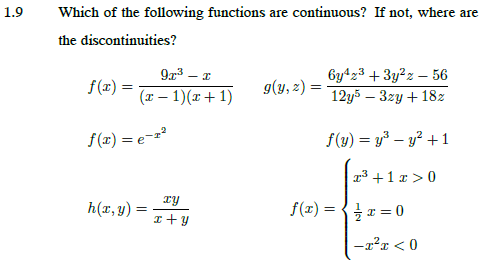 1.9 Which of the following functions are continuous? If not, where are
the discontinuities?
f(x) = \frac{9x^3 - x}{(x - 1)(x + 1)} g(y, z) = \frac{6y^4z^3 + 3y^2z - 56}{12y^5 - 3zy + 18z}
f(x) = e^{-x^2} f(y) = y^3 - y^2 + 1
h(x, y) = \frac{xy}{x + y} f(x) = \begin{cases} x^3 + 1 x > 0 \\ \frac{1}{2} x = 0 \\ -x^2 x < 0 \end{cases}